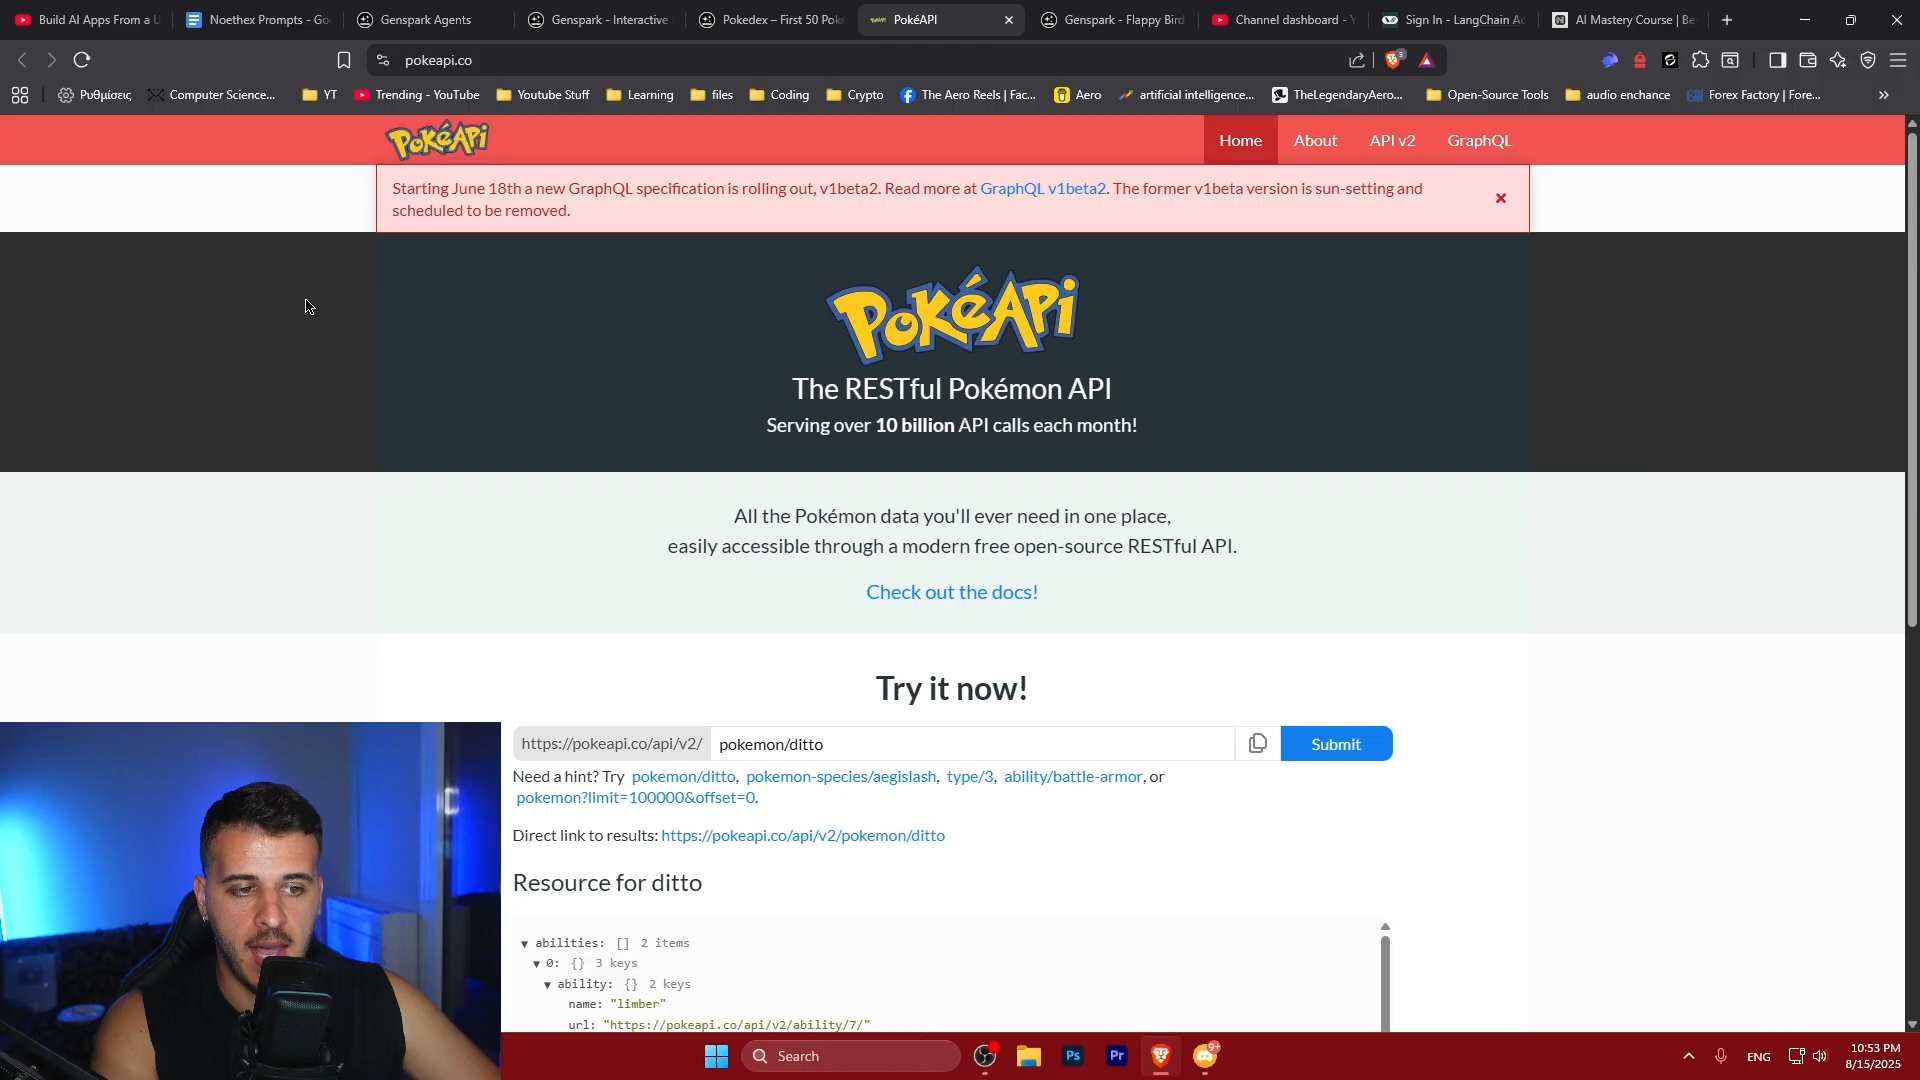 Build AI Apps From a U
Noethex Prompts - Go
Genspark Agents
Genspark - Interactive
Pokedex – First 50 Poké
PokéAPI
Genspark - Flappy Bird
Channel dashboard - Y
Sign In - LangChain Ac
AI Mastery Course | Be
pokeapi.co
3
Ρυθμίσεις
Computer Science...
YT
Trending - YouTube
Youtube Stuff
Learning
files
Coding
Crypto
The Aero Reels | Fac...
Aero
artificial intelligence...
TheLegendaryAero...
Open-Source Tools
audio enchance
Forex Factory | Fore...
PokéApi
Home
About
API v2
GraphQL
Starting June 18th a new GraphQL specification is rolling out, v1beta2. Read more at GraphQL v1beta2. The former v1beta version is sun-setting and
scheduled to be removed.
PokéApi
The RESTful Pokémon API
Serving over 10 billion API calls each month!
All the Pokémon data you'll ever need in one place,
easily accessible through a modern free open-source RESTful API.
Check out the docs!
Try it now!
https://pokeapi.co/api/v2/
pokemon/ditto
Submit
Need a hint? Try pokemon/ditto, pokemon-species/aegislash, type/3, ability/battle-armor, or
pokemon?limit=100000&offset=0.
Direct link to results: https://pokeapi.co/api/v2/pokemon/ditto
Resource for ditto
▼ abilities: [] 2 items
▼ 0: {} 3 keys
▼ ability: {} 2 keys
name: "limber"
url: "https://pokeapi.co/api/v2/ability/7/"
Search
Ps
Pr
9+
ENG
10:53 PM
8/15/2025